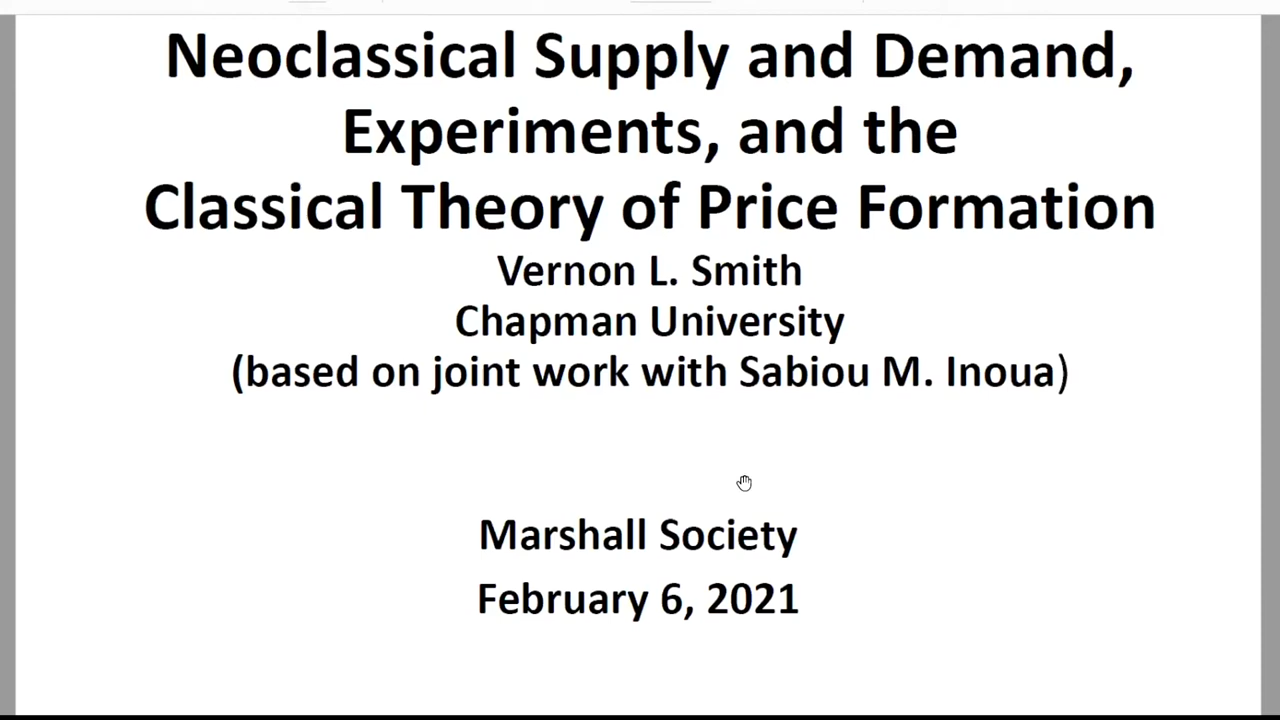 Neoclassical Supply and Demand,
Experiments, and the
Classical Theory of Price Formation
Vernon L. Smith
Chapman University
(based on joint work with Sabiou M. Inoua)
Marshall Society
February 6, 2021